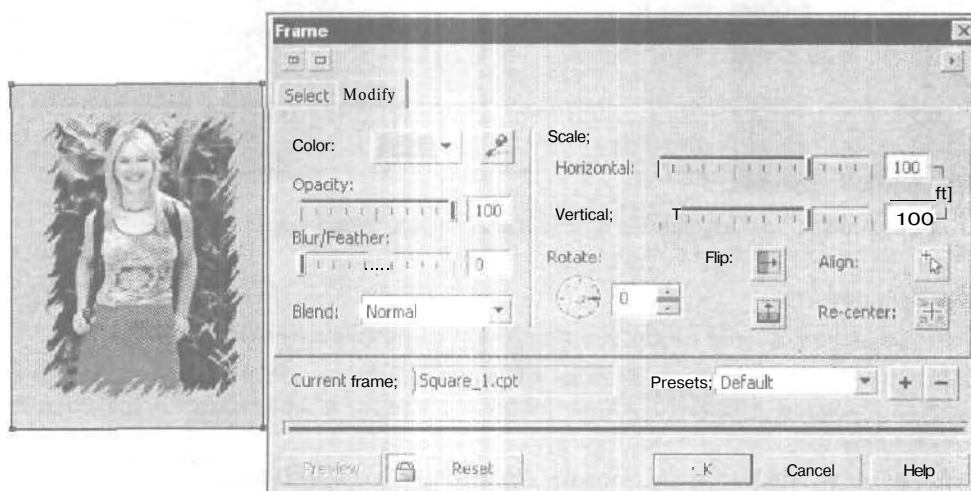 Frame
Select Modify
Color:
Opacity:
100
Blur/Feather:
0
Blend: Normal
Scale;
Horizontal: 100
ft]
Vertical; T 100
Rotate: 0
Flip:
Align:
Re-center:
Current frame; Square_1.cpt
Presets; Default
Preview Reset K Cancel Help